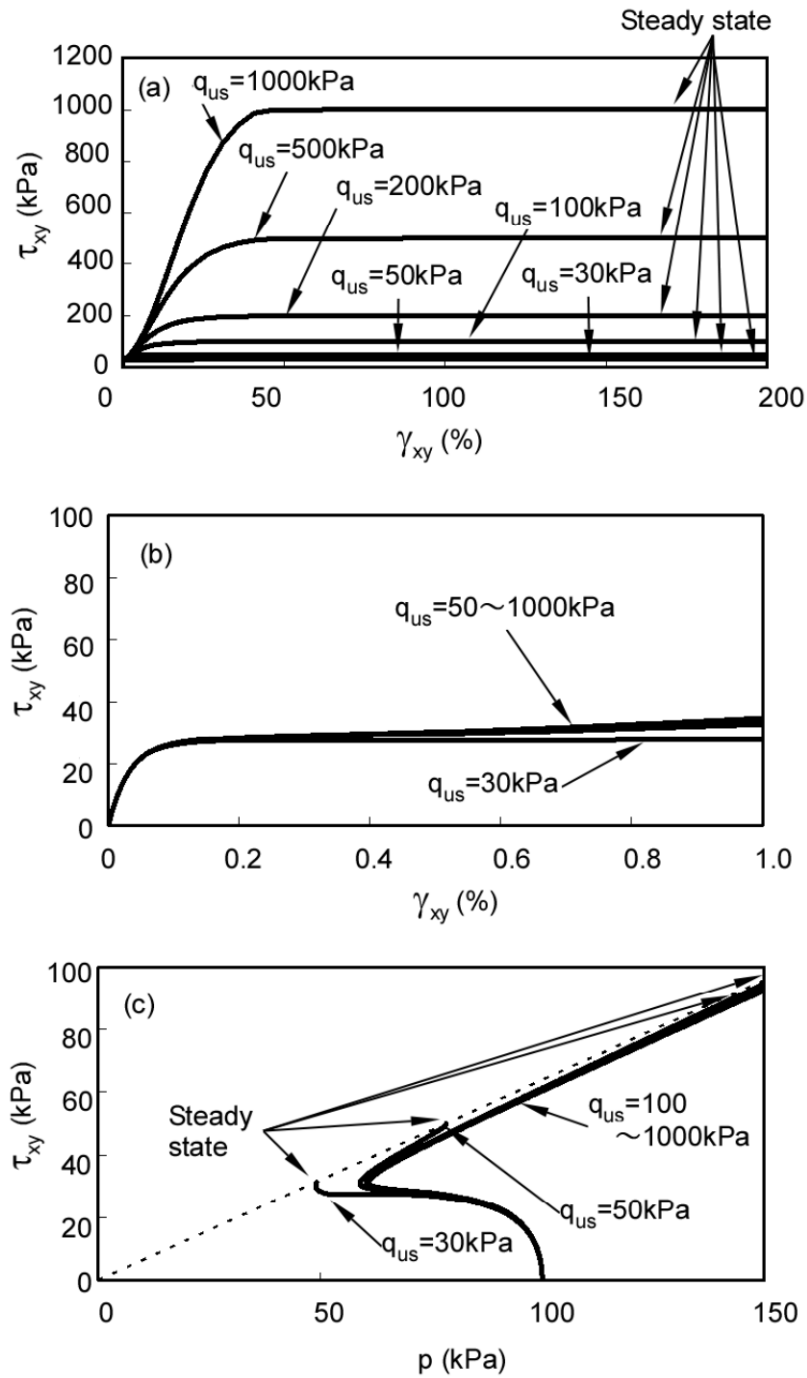 Steady state
1200
(a)
q_us=1000kPa
1000
q_us=500kPa
800
q_us=200kPa
τ_xy (kPa)
600
q_us=100kPa
400
q_us=50kPa
q_us=30kPa
200
0
0 50 100 150 200
γ_xy (%)
100
(b)
80
q_us=50～1000kPa
τ_xy (kPa)
60
40
q_us=30kPa
20
0
0 0.2 0.4 0.6 0.8 1.0
γ_xy (%)
100
(c)
80
τ_xy (kPa)
60
Steady
state
q_us=100
～1000kPa
40
q_us=50kPa
20
q_us=30kPa
0
0 50 100 150
p (kPa)